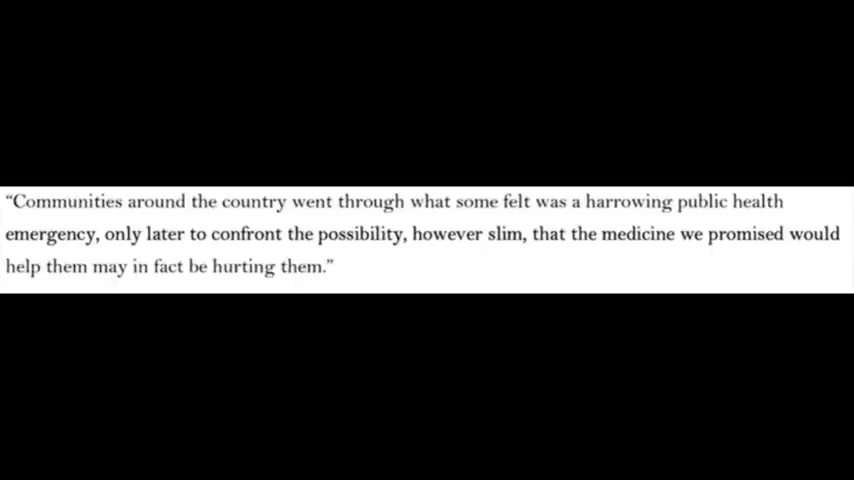 “Communities around the country went through what some felt was a harrowing public health
emergency, only later to confront the possibility, however slim, that the medicine we promised would
help them may in fact be hurting them.”